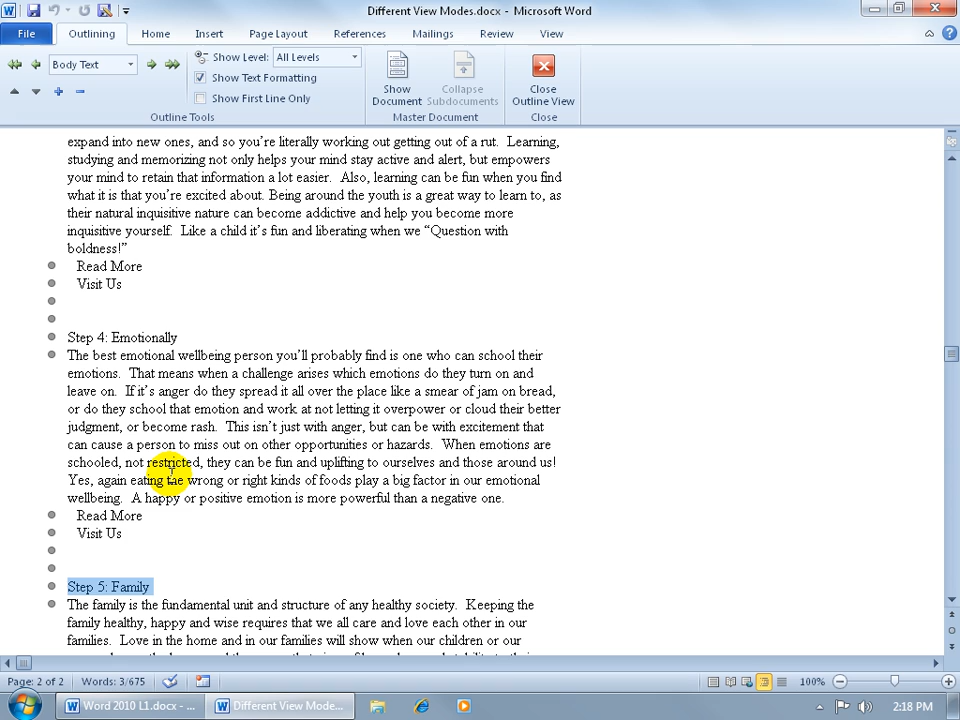 Different View Modes.docx - Microsoft Word
File Outlining Home Insert Page Layout References Mailings Review View
Body Text
Show Level: All Levels
Show Text Formatting
Show First Line Only
Outline Tools
Show Document
Collapse Subdocuments
Master Document
Close Outline View
Close
expand into new ones, and so you're literally working out getting out of a rut. Learning,
studying and memorizing not only helps your mind stay active and alert, but empowers
your mind to retain that information a lot easier. Also, learning can be fun when you find
what it is that you're excited about. Being around the youth is a great way to learn to, as
their natural inquisitive nature can become addictive and help you become more
inquisitive yourself. Like a child it's fun and liberating when we “Question with
boldness!”
Read More
Visit Us
Step 4: Emotionally
The best emotional wellbeing person you'll probably find is one who can school their
emotions. That means when a challenge arises which emotions do they turn on and
leave on. If it's anger do they spread it all over the place like a smear of jam on bread,
or do they school that emotion and work at not letting it overpower or cloud their better
judgment, or become rash. This isn't just with anger, but can be with excitement that
can cause a person to miss out on other opportunities or hazards. When emotions are
schooled, not restricted, they can be fun and uplifting to ourselves and those around us!
Yes, again eating the wrong or right kinds of foods play a big factor in our emotional
wellbeing. A happy or positive emotion is more powerful than a negative one.
Read More
Visit Us
Step 5: Family
The family is the fundamental unit and structure of any healthy society. Keeping the
family healthy, happy and wise requires that we all care and love each other in our
families. Love in the home and in our families will show when our children or our
Page: 2 of 2 Words: 3/675 100%
Word 2010 L1.docx - ... Different View Mode... 2:18 PM